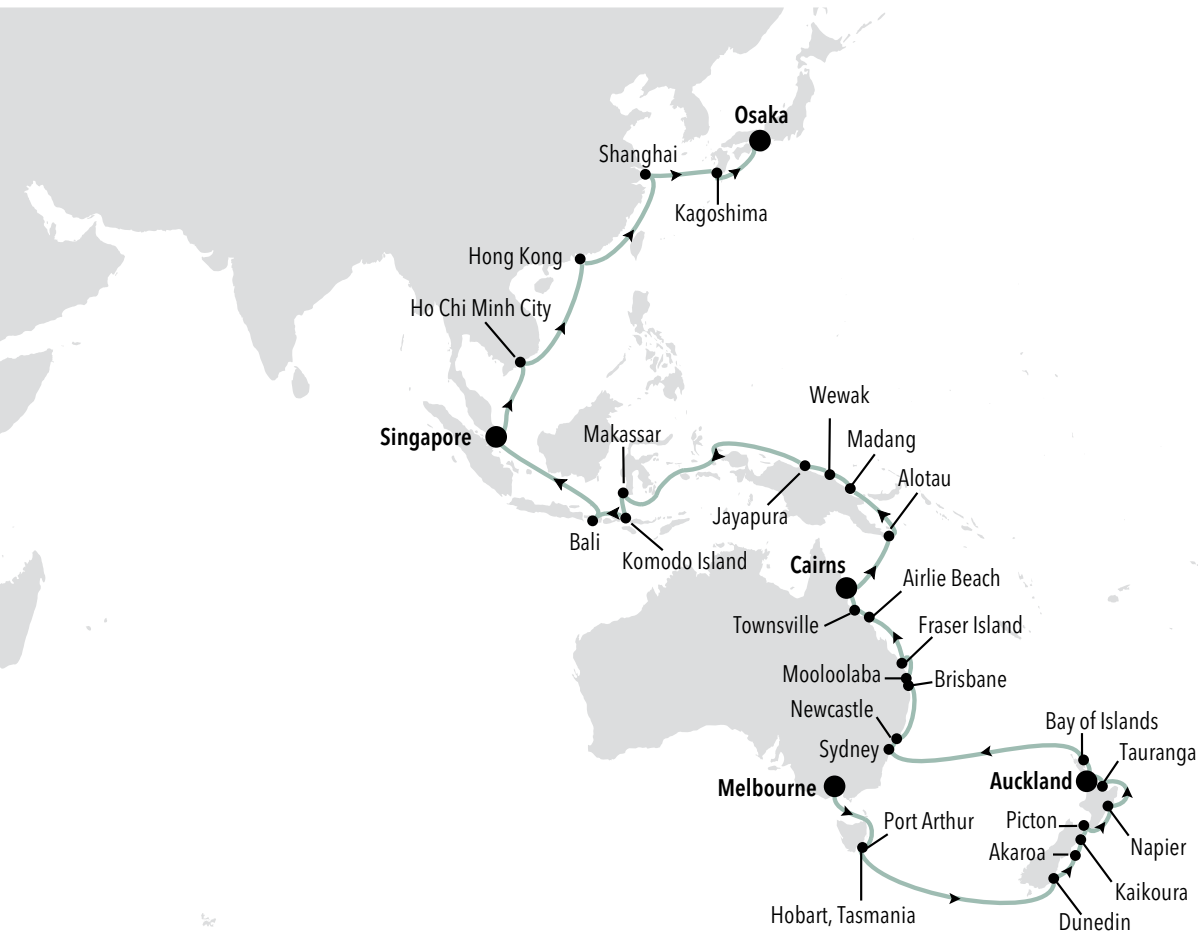 Osaka
Shanghai
Kagoshima
Hong Kong
Ho Chi Minh City
Wewak
Singapore
Makassar
Madang
Alotau
Jayapura
Bali
Komodo Island
Cairns
Airlie Beach
Townsville
Fraser Island
Mooloolaba
Brisbane
Newcastle
Bay of Islands
Sydney
Tauranga
Melbourne
Auckland
Port Arthur
Picton
Napier
Akaroa
Kaikoura
Hobart, Tasmania
Dunedin